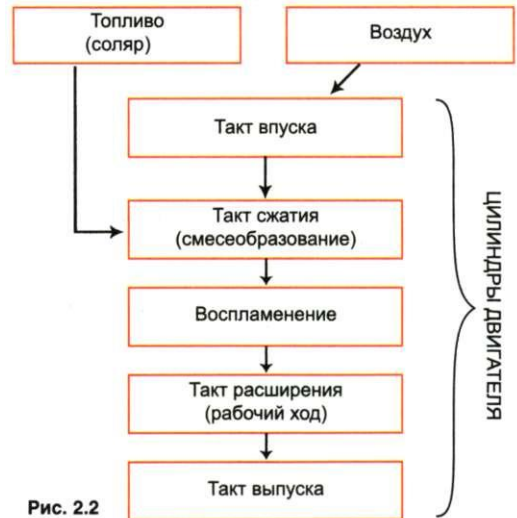 Топливо
(соляр)
Воздух
Такт впуска
Такт сжатия
(смесеобразование)
Воспламенение
Такт расширения
(рабочий ход)
Такт выпуска
ЦИЛИНДРЫ ДВИГАТЕЛЯ
Рис. 2.2